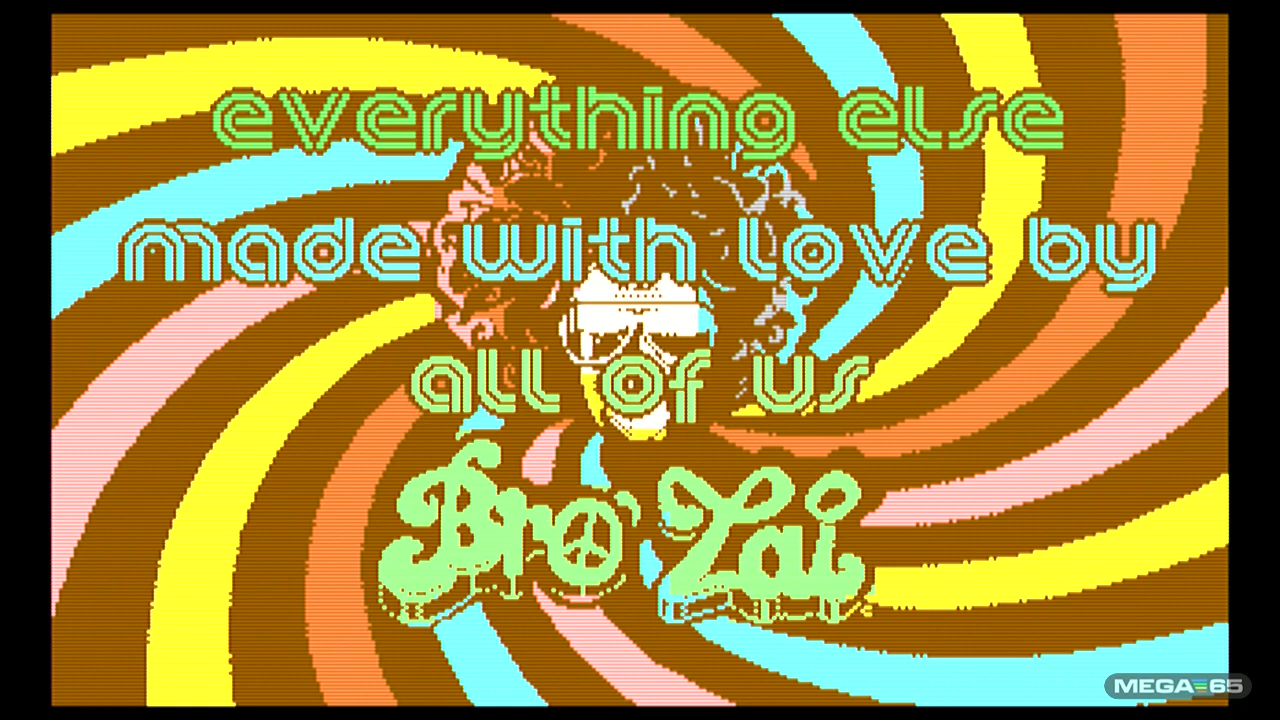 everything else
made with love by
all of us
Bro' Lai
MEGA65